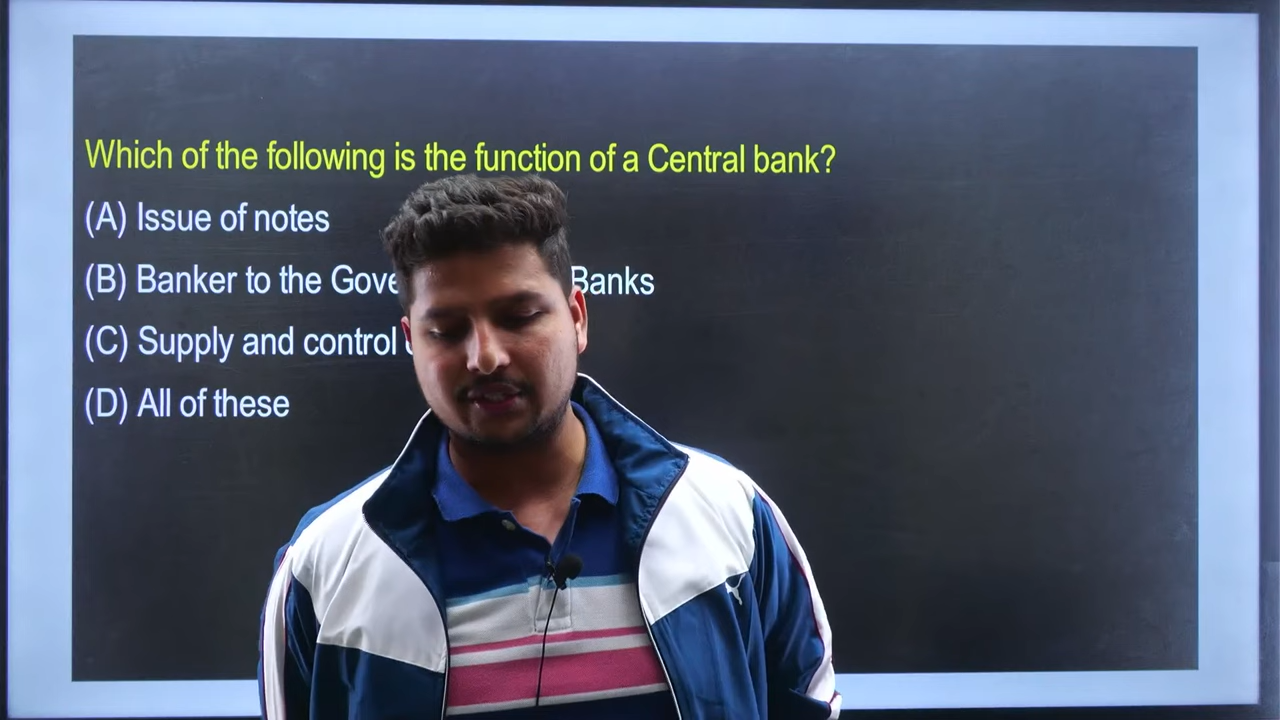 Which of the following is the function of a Central bank?
(A) Issue of notes
(B) Banker to the Banks
(C) Supply and control
(D) All of these